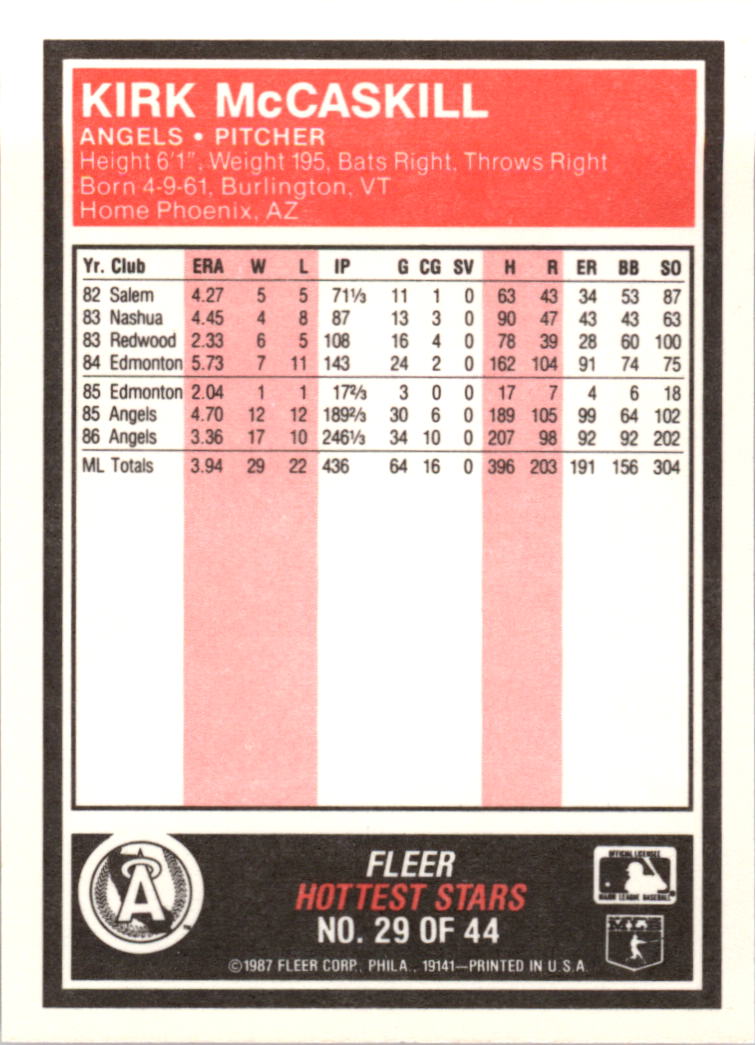 KIRK McCASKILL
ANGELS • PITCHER
Height 6'1", Weight 195, Bats Right, Throws Right
Born 4-9-61, Burlington, VT
Home Phoenix, AZ
Yr. Club ERA W L IP G CG SV H R ER BB SO
82 Salem 4.27 5 5 71⅓ 11 1 0 63 43 34 53 87
83 Nashua 4.45 4 8 87 13 3 0 90 47 43 43 63
83 Redwood 2.33 6 5 108 16 4 0 78 39 28 60 100
84 Edmonton 5.73 7 11 143 24 2 0 162 104 91 74 75
85 Edmonton 2.04 1 1 17⅔ 3 0 0 17 7 4 6 18
85 Angels 4.70 12 12 189⅔ 30 6 0 189 105 99 64 102
86 Angels 3.36 17 10 246⅓ 34 10 0 207 98 92 92 202
ML Totals 3.94 29 22 436 64 16 0 396 203 191 156 304
A
FLEER
HOTTEST STARS
NO. 29 OF 44
©1987 FLEER CORP., PHILA., 19141—PRINTED IN U.S.A.
OFFICIAL LICENSEE
MAJOR LEAGUE BASEBALL